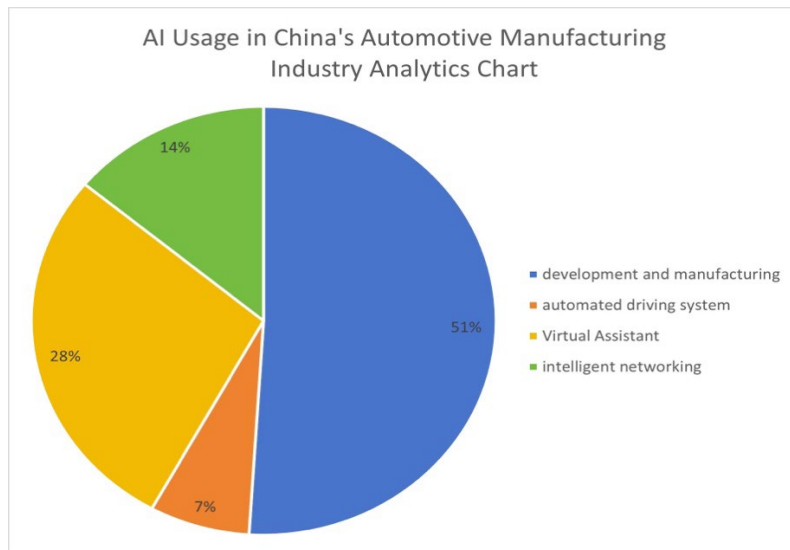 AI Usage in China's Automotive Manufacturing
Industry Analytics Chart
14%
51%
28%
7%
development and manufacturing
automated driving system
Virtual Assistant
intelligent networking